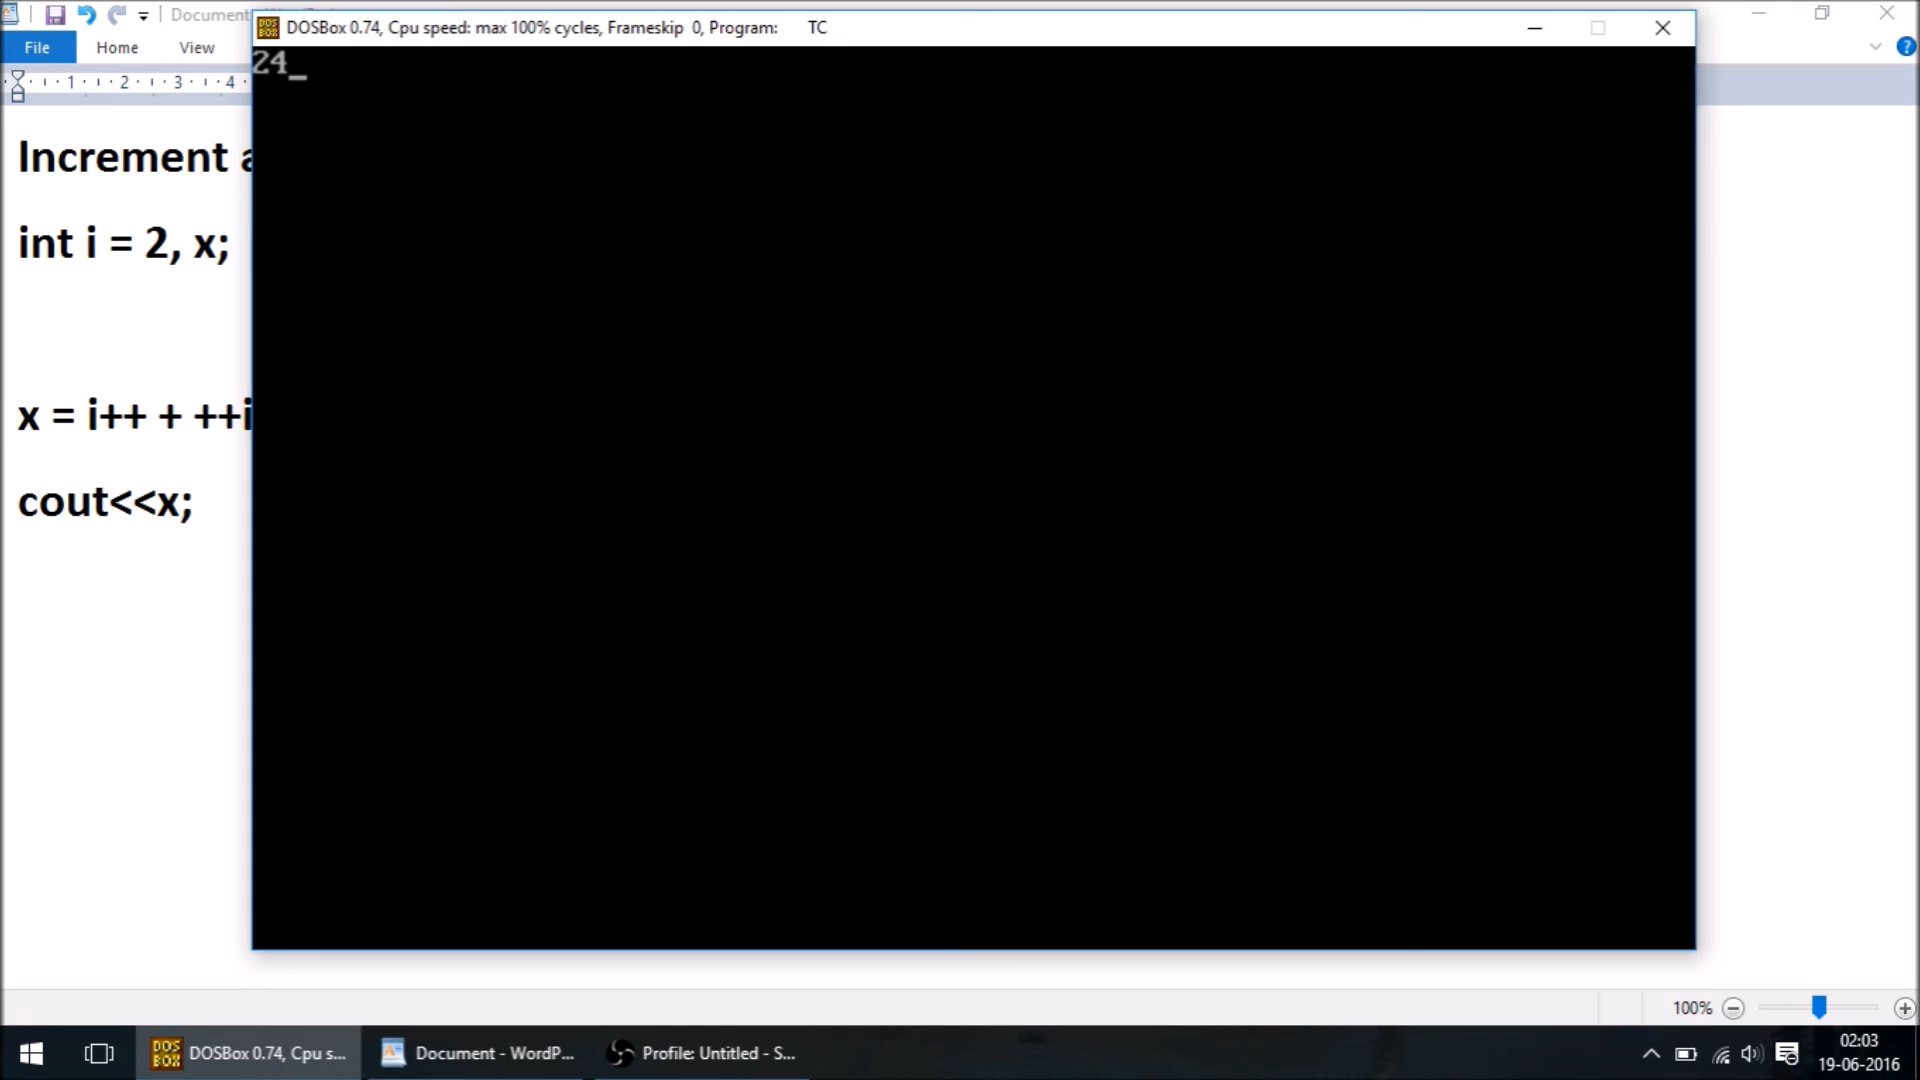 Document
DOSBox 0.74, Cpu speed: max 100% cycles, Frameskip 0, Program: TC
File Home View
1 2 3 4
24_
Increment
int i = 2, x;
x = i++ + ++i
cout<<x;
100%
DOSBox 0.74, Cpu s... Document - WordP... Profile: Untitled - S...
02:03
19-06-2016